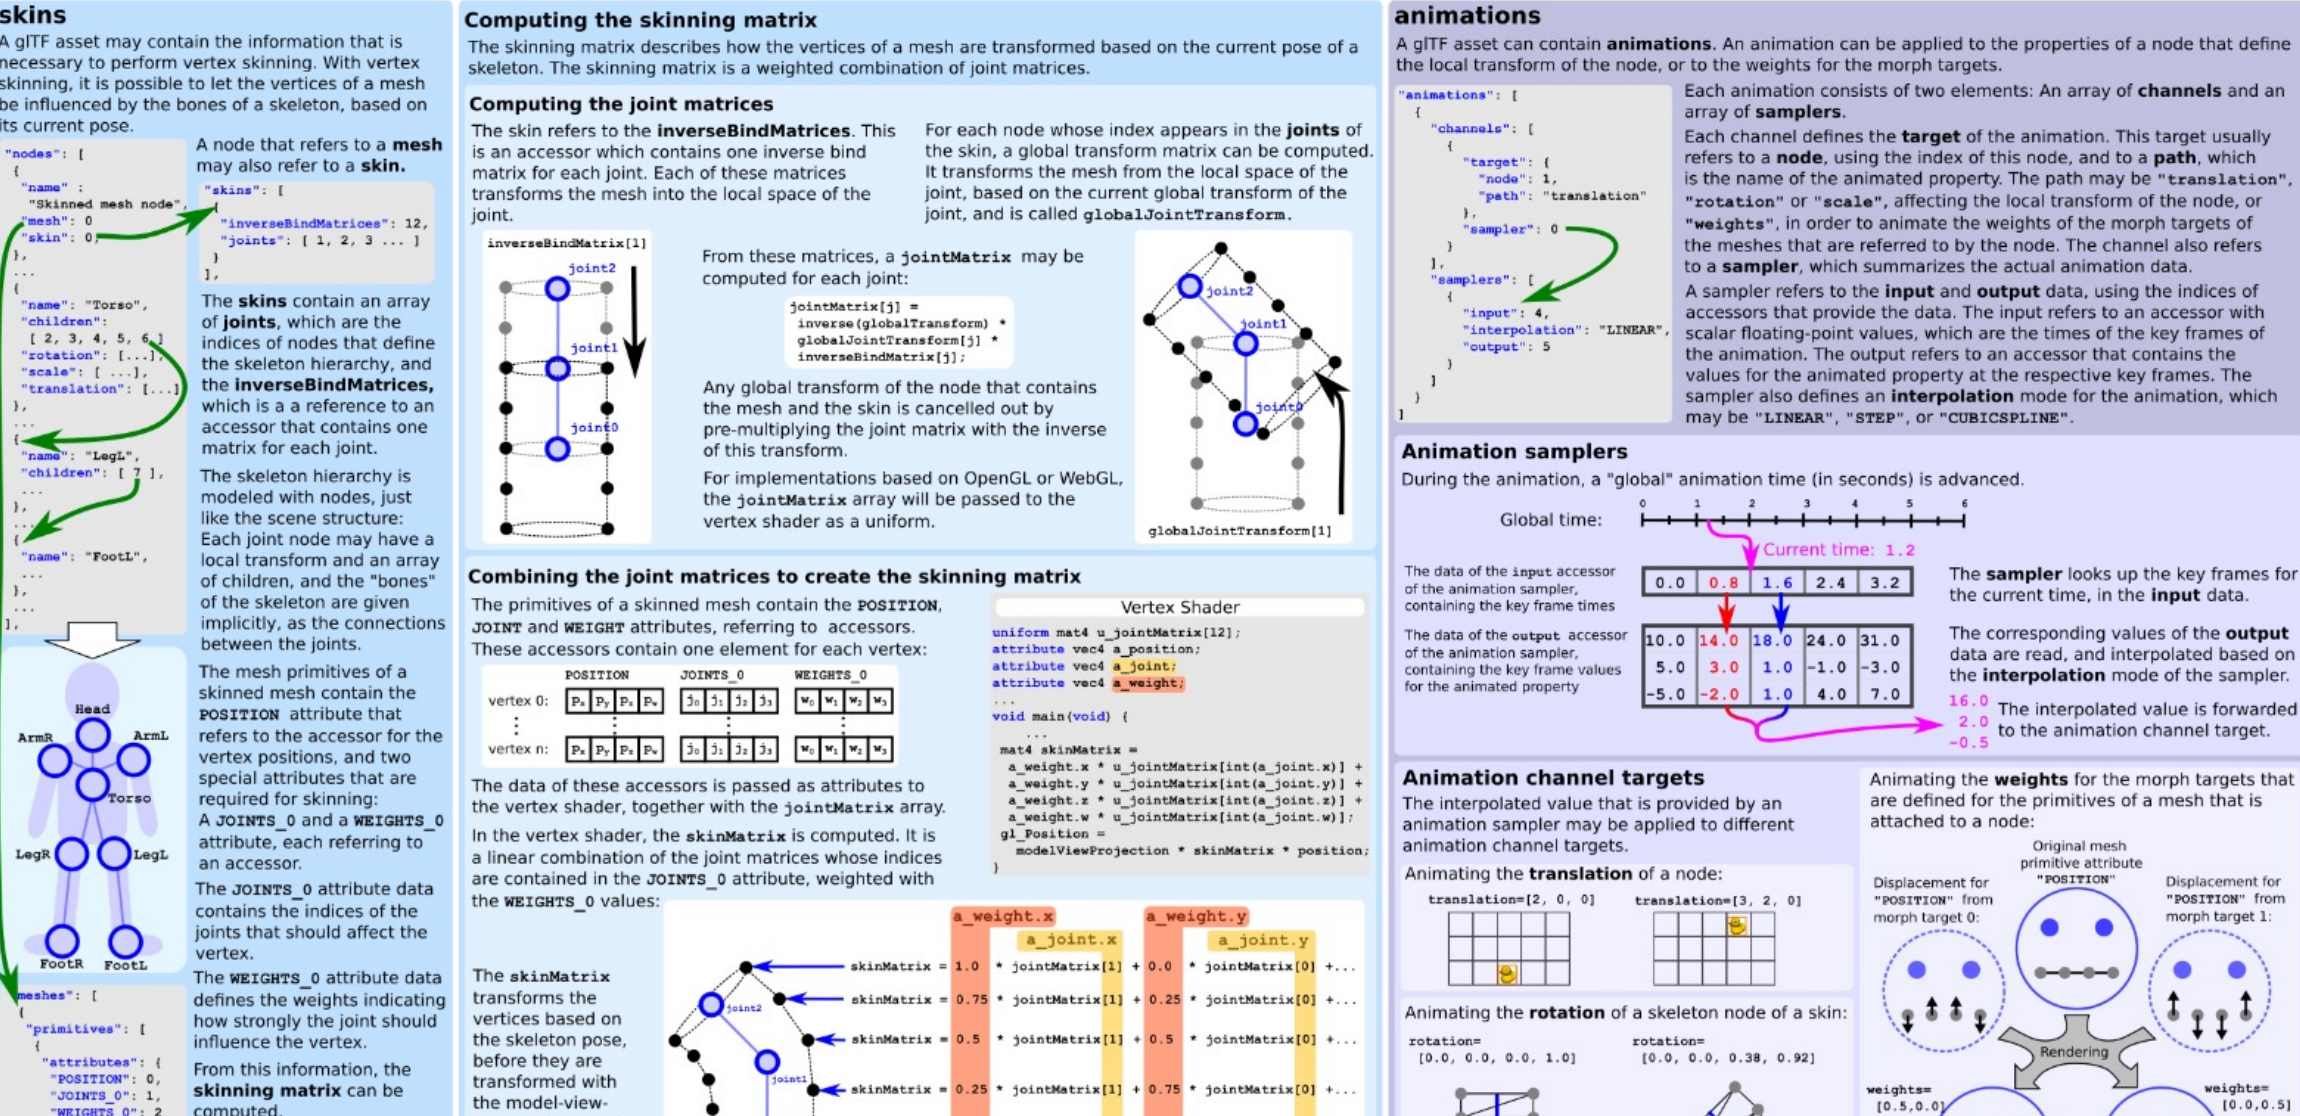 skins
A glTF asset may contain the information that is
necessary to perform vertex skinning. With vertex
skinning, it is possible to let the vertices of a mesh
be influenced by the bones of a skeleton, based on
its current pose.
"nodes": [
{
"name" :
"Skinned mesh node",
"mesh": 0
"skin": 0,
},
...
{
"name": "Torso",
"children":
[ 2, 3, 4, 5, 6 ]
"rotation": [...],
"scale": [ ...],
"translation": [...]
},
...
{
"name": "LegL",
"children": [ 7 ],
...
},
...
{
"name": "FootL",
...
},
...
],
A node that refers to a mesh
may also refer to a skin.
"skins": [
{
"inverseBindMatrices": 12,
"joints": [ 1, 2, 3 ... ]
}
],
The skins contain an array
of joints, which are the
indices of nodes that define
the skeleton hierarchy, and
the inverseBindMatrices,
which is a a reference to an
accessor that contains one
matrix for each joint.
The skeleton hierarchy is
modeled with nodes, just
like the scene structure:
Each joint node may have a
local transform and an array
of children, and the "bones"
of the skeleton are given
implicitly, as the connections
between the joints.
The mesh primitives of a
skinned mesh contain the
POSITION attribute that
refers to the accessor for the
vertex positions, and two
special attributes that are
required for skinning:
A JOINTS_0 and a WEIGHTS_0
attribute, each referring to
an accessor.
The JOINTS_0 attribute data
contains the indices of the
joints that should affect the
vertex.
The WEIGHTS_0 attribute data
defines the weights indicating
how strongly the joint should
influence the vertex.
From this information, the
skinning matrix can be
computed.
Head
ArmR
ArmL
Torso
LegR
LegL
FootR
FootL
meshes": [
{
"primitives": [
{
"attributes": {
"POSITION": 0,
"JOINTS_0": 1,
"WEIGHTS_0": 2
Computing the skinning matrix
The skinning matrix describes how the vertices of a mesh are transformed based on the current pose of a
skeleton. The skinning matrix is a weighted combination of joint matrices.
Computing the joint matrices
The skin refers to the inverseBindMatrices. This
is an accessor which contains one inverse bind
matrix for each joint. Each of these matrices
transforms the mesh into the local space of the
joint.
For each node whose index appears in the joints of
the skin, a global transform matrix can be computed.
It transforms the mesh from the local space of the
joint, based on the current global transform of the
joint, and is called globalJointTransform.
inverseBindMatrix[1]
joint2
joint1
joint0
From these matrices, a jointMatrix may be
computed for each joint:
jointMatrix[j] =
inverse(globalTransform) *
globalJointTransform[j] *
inverseBindMatrix[j];
Any global transform of the node that contains
the mesh and the skin is cancelled out by
pre-multiplying the joint matrix with the inverse
of this transform.
For implementations based on OpenGL or WebGL,
the jointMatrix array will be passed to the
vertex shader as a uniform.
joint2
joint1
joint0
globalJointTransform[1]
Combining the joint matrices to create the skinning matrix
The primitives of a skinned mesh contain the POSITION,
JOINT and WEIGHT attributes, referring to accessors.
These accessors contain one element for each vertex:
POSITION JOINTS_0 WEIGHTS_0
vertex 0: px py pz pw j0 j1 j2 j3 w0 w1 w2 w3
vertex n: px py pz pw j0 j1 j2 j3 w0 w1 w2 w3
The data of these accessors is passed as attributes to
the vertex shader, together with the jointMatrix array.
In the vertex shader, the skinMatrix is computed. It is
a linear combination of the joint matrices whose indices
are contained in the JOINTS_0 attribute, weighted with
the WEIGHTS_0 values:
Vertex Shader
uniform mat4 u_jointMatrix[12];
attribute vec4 a_position;
attribute vec4 a_joint;
attribute vec4 a_weight;
...
void main(void) {
...
mat4 skinMatrix =
a_weight.x * u_jointMatrix[int(a_joint.x)] +
a_weight.y * u_jointMatrix[int(a_joint.y)] +
a_weight.z * u_jointMatrix[int(a_joint.z)] +
a_weight.w * u_jointMatrix[int(a_joint.w)];
gl_Position =
modelViewProjection * skinMatrix * position;
}
The skinMatrix
transforms the
vertices based on
the skeleton pose,
before they are
transformed with
the model-view-
joint2
joint1
a_weight.x a_weight.y
a_joint.x a_joint.y
skinMatrix = 1.0 * jointMatrix[1] + 0.0 * jointMatrix[0] +...
skinMatrix = 0.75 * jointMatrix[1] + 0.25 * jointMatrix[0] +...
skinMatrix = 0.5 * jointMatrix[1] + 0.5 * jointMatrix[0] +...
skinMatrix = 0.25 * jointMatrix[1] + 0.75 * jointMatrix[0] +...
animations
A glTF asset can contain animations. An animation can be applied to the properties of a node that define
the local transform of the node, or to the weights for the morph targets.
"animations": [
{
"channels": [
{
"target": {
"node": 1,
"path": "translation"
},
"sampler": 0
}
],
"samplers": [
{
"input": 4,
"interpolation": "LINEAR",
"output": 5
}
]
}
]
Each animation consists of two elements: An array of channels and an
array of samplers.
Each channel defines the target of the animation. This target usually
refers to a node, using the index of this node, and to a path, which
is the name of the animated property. The path may be "translation",
"rotation" or "scale", affecting the local transform of the node, or
"weights", in order to animate the weights of the morph targets of
the meshes that are referred to by the node. The channel also refers
to a sampler, which summarizes the actual animation data.
A sampler refers to the input and output data, using the indices of
accessors that provide the data. The input refers to an accessor with
scalar floating-point values, which are the times of the key frames of
the animation. The output refers to an accessor that contains the
values for the animated property at the respective key frames. The
sampler also defines an interpolation mode for the animation, which
may be "LINEAR", "STEP", or "CUBICSPLINE".
Animation samplers
During the animation, a "global" animation time (in seconds) is advanced.
0 1 2 3 4 5 6
Global time:
Current time: 1.2
The data of the input accessor
of the animation sampler,
containing the key frame times
0.0 0.8 1.6 2.4 3.2
The sampler looks up the key frames for
the current time, in the input data.
The data of the output accessor
of the animation sampler,
containing the key frame values
for the animated property
10.0 14.0 18.0 24.0 31.0
5.0 3.0 1.0 -1.0 -3.0
-5.0 -2.0 1.0 4.0 7.0
The corresponding values of the output
data are read, and interpolated based on
the interpolation mode of the sampler.
16.0
2.0
-0.5
The interpolated value is forwarded
to the animation channel target.
Animation channel targets
The interpolated value that is provided by an
animation sampler may be applied to different
animation channel targets.
Animating the translation of a node:
translation=[2, 0, 0] translation=[3, 2, 0]
Animating the rotation of a skeleton node of a skin:
rotation= rotation=
[0.0, 0.0, 0.0, 1.0] [0.0, 0.0, 0.38, 0.92]
Animating the weights for the morph targets that
are defined for the primitives of a mesh that is
attached to a node:
Original mesh
primitive attribute
"POSITION"
Displacement for
"POSITION" from
morph target 0:
Displacement for
"POSITION" from
morph target 1:
Rendering
weights=
[0.5,0.0]
weights=
[0.0,0.5]